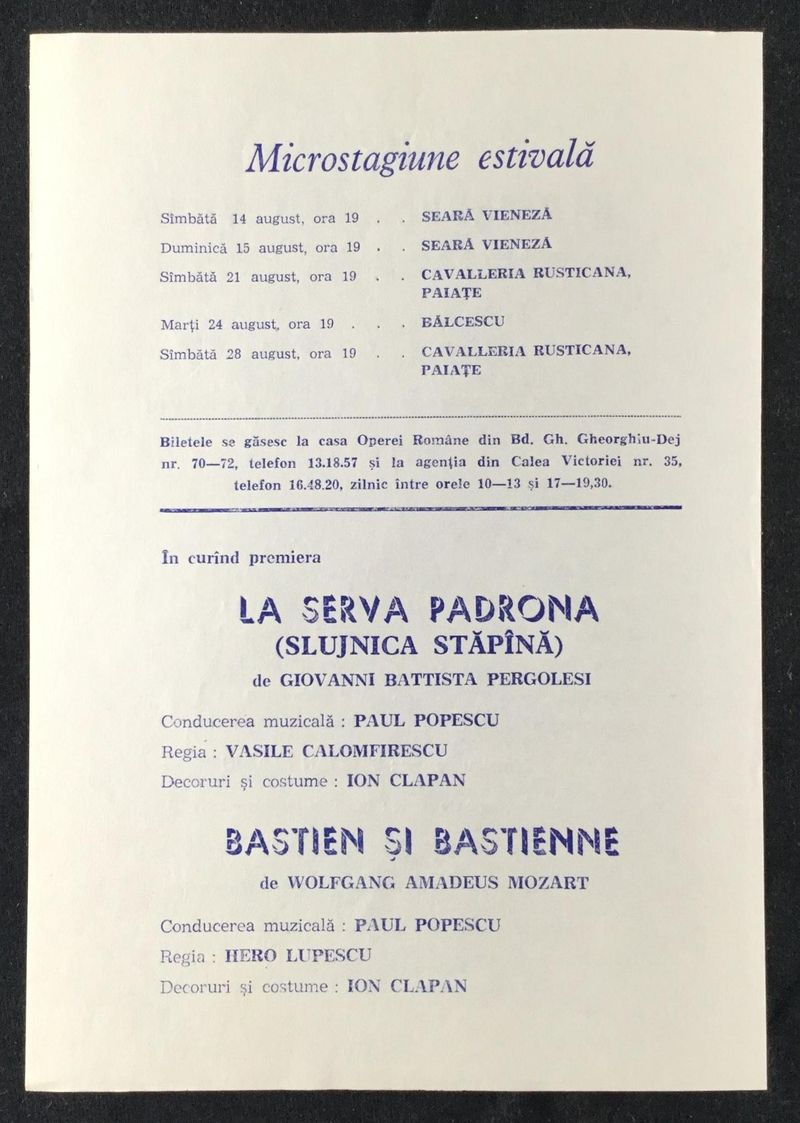 Microstagiune estivală
Sîmbătă 14 august, ora 19 . . SEARĂ VIENEZĂ
Duminică 15 august, ora 19 . . SEARĂ VIENEZĂ
Sîmbătă 21 august, ora 19 . . CAVALLERIA RUSTICANA,
PAIAȚE
Marți 24 august, ora 19 . . . BĂLCESCU
Sîmbătă 28 august, ora 19 . . CAVALLERIA RUSTICANA,
PAIAȚE
Biletele se găsesc la casa Operei Române din Bd. Gh. Gheorghiu-Dej
nr. 70—72, telefon 13.18.57 și la agenția din Calea Victoriei nr. 35,
telefon 16.48.20, zilnic între orele 10—13 și 17—19,30.
În curînd premiera
LA SERVA PADRONA
(SLUJNICA STĂPÎNĂ)
de GIOVANNI BATTISTA PERGOLESI
Conducerea muzicală : PAUL POPESCU
Regia : VASILE CALOMFIRESCU
Decoruri și costume : ION CLAPAN
BASTIEN ȘI BASTIENNE
de WOLFGANG AMADEUS MOZART
Conducerea muzicală : PAUL POPESCU
Regia : HERO LUPESCU
Decoruri și costume : ION CLAPAN